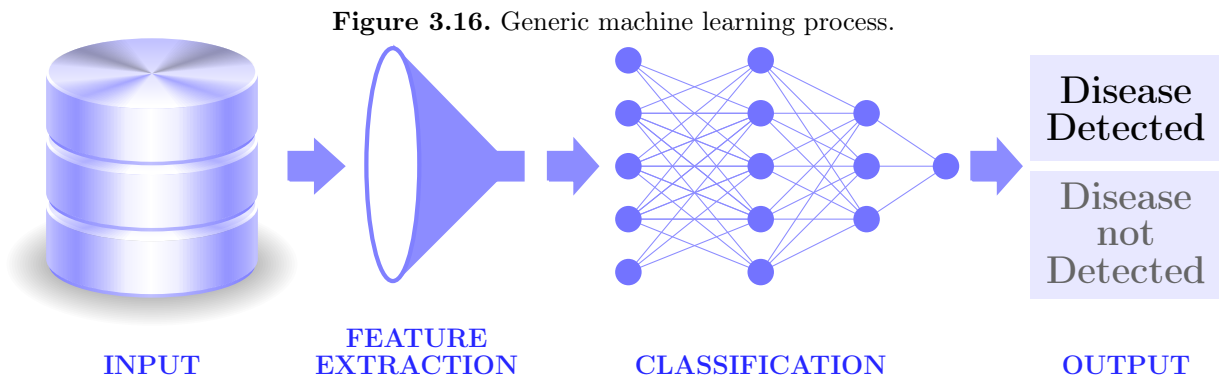 Figure 3.16. Generic machine learning process.
Disease
Detected
Disease
not
Detected
INPUT
FEATURE
EXTRACTION
CLASSIFICATION
OUTPUT